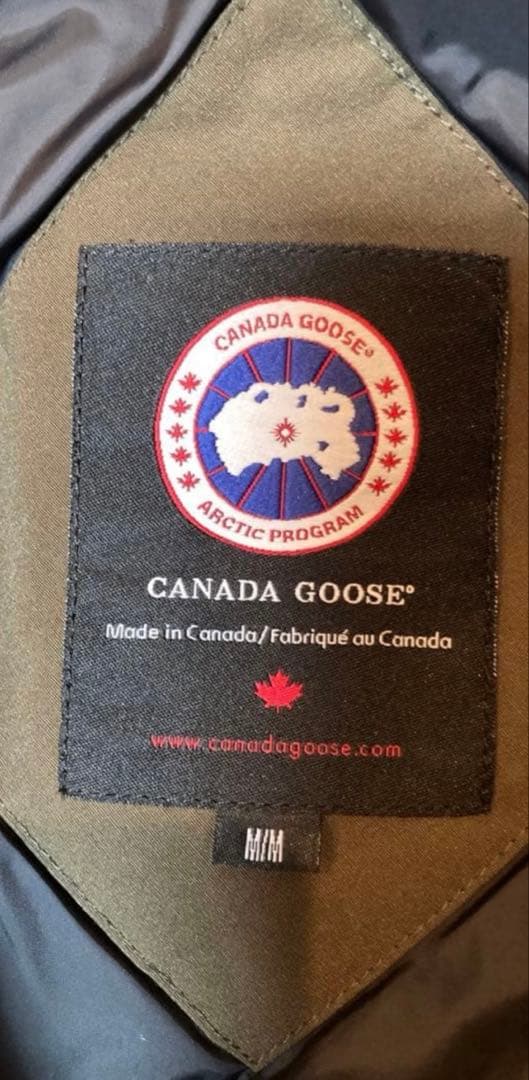 CANADA GOOSE®
ARCTIC PROGRAM
CANADA GOOSE®
Made in Canada/Fabriqué au Canada
www.canadagoose.com
M/M